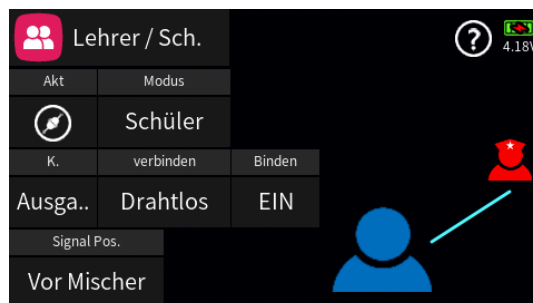 Lehrer / Sch.
?
4.18V
Akt Modus
Schüler
K. verbinden Binden
Ausga.. Drahtlos EIN
Signal Pos.
Vor Mischer